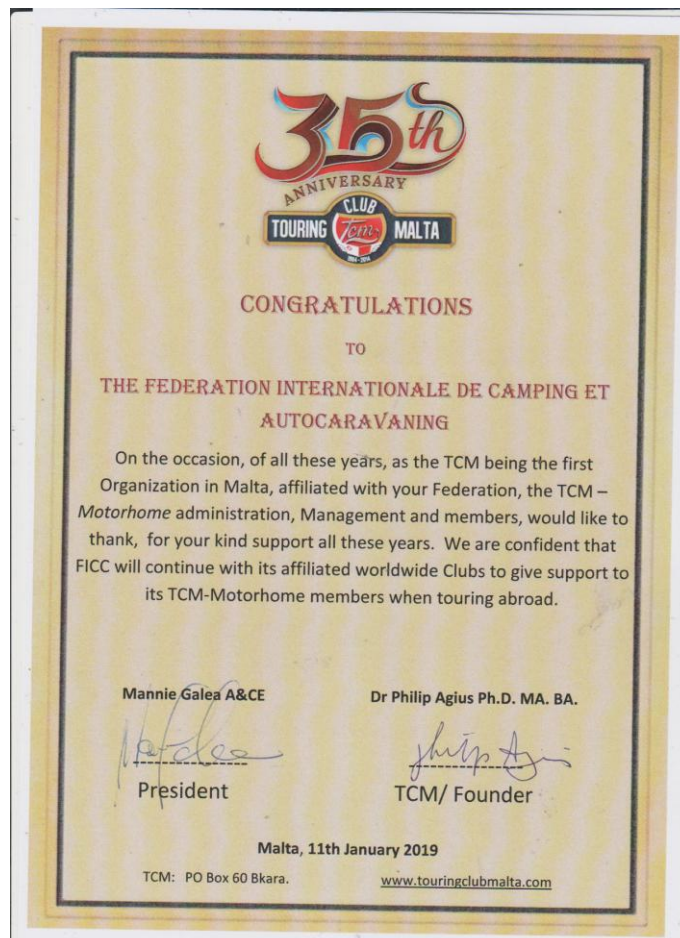 35th
ANNIVERSARY
CLUB
TOURING Tcm MALTA
CONGRATULATIONS
TO
THE FEDERATION INTERNATIONALE DE CAMPING ET
AUTOCARAVANING
On the occasion, of all these years, as the TCM being the first
Organization in Malta, affiliated with your Federation, the TCM –
Motorhome administration, Management and members, would like to
thank, for your kind support all these years. We are confident that
FICC will continue with its affiliated worldwide Clubs to give support to
its TCM-Motorhome members when touring abroad.
Mannie Galea A&CE Dr Philip Agius Ph.D. MA. BA.
philip Agius
President TCM/ Founder
Malta, 11th January 2019
TCM: PO Box 60 Bkara. www.touringclubmalta.com